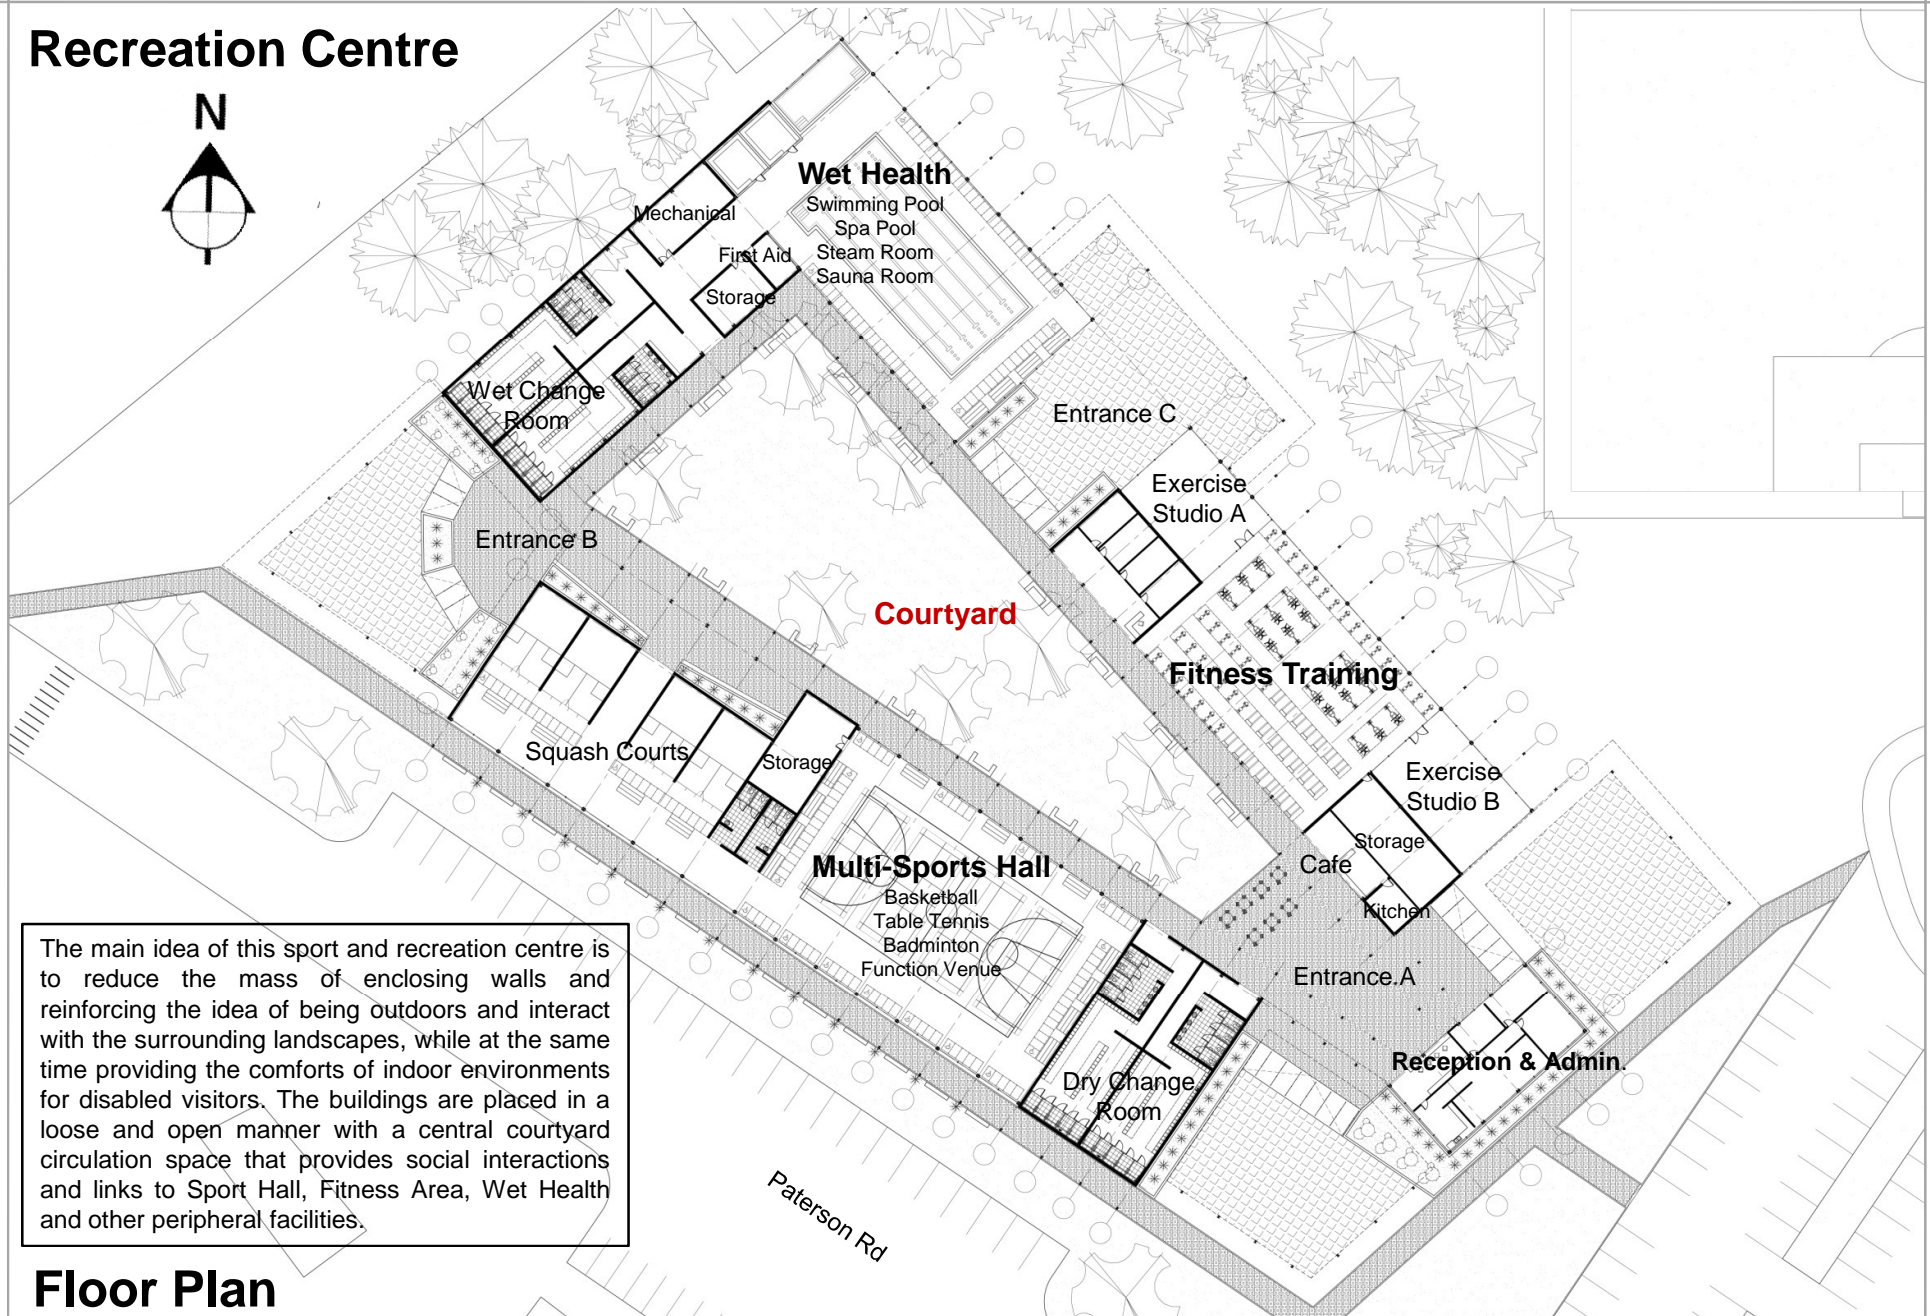 Recreation Centre
N
Wet Health
Swimming Pool
Spa Pool
Steam Room
Sauna Room
Mechanical
First Aid
Storage
Wet Change
Room
Entrance C
Exercise
Studio A
Entrance B
Courtyard
Fitness Training
Squash Courts
Storage
Exercise
Studio B
Storage
Cafe
Kitchen
Multi-Sports Hall
Basketball
Table Tennis
Badminton
Function Venue
Entrance A
Reception & Admin.
Dry Change
Room
Paterson Rd
The main idea of this sport and recreation centre is
to reduce the mass of enclosing walls and
reinforcing the idea of being outdoors and interact
with the surrounding landscapes, while at the same
time providing the comforts of indoor environments
for disabled visitors. The buildings are placed in a
loose and open manner with a central courtyard
circulation space that provides social interactions
and links to Sport Hall, Fitness Area, Wet Health
and other peripheral facilities.
Floor Plan